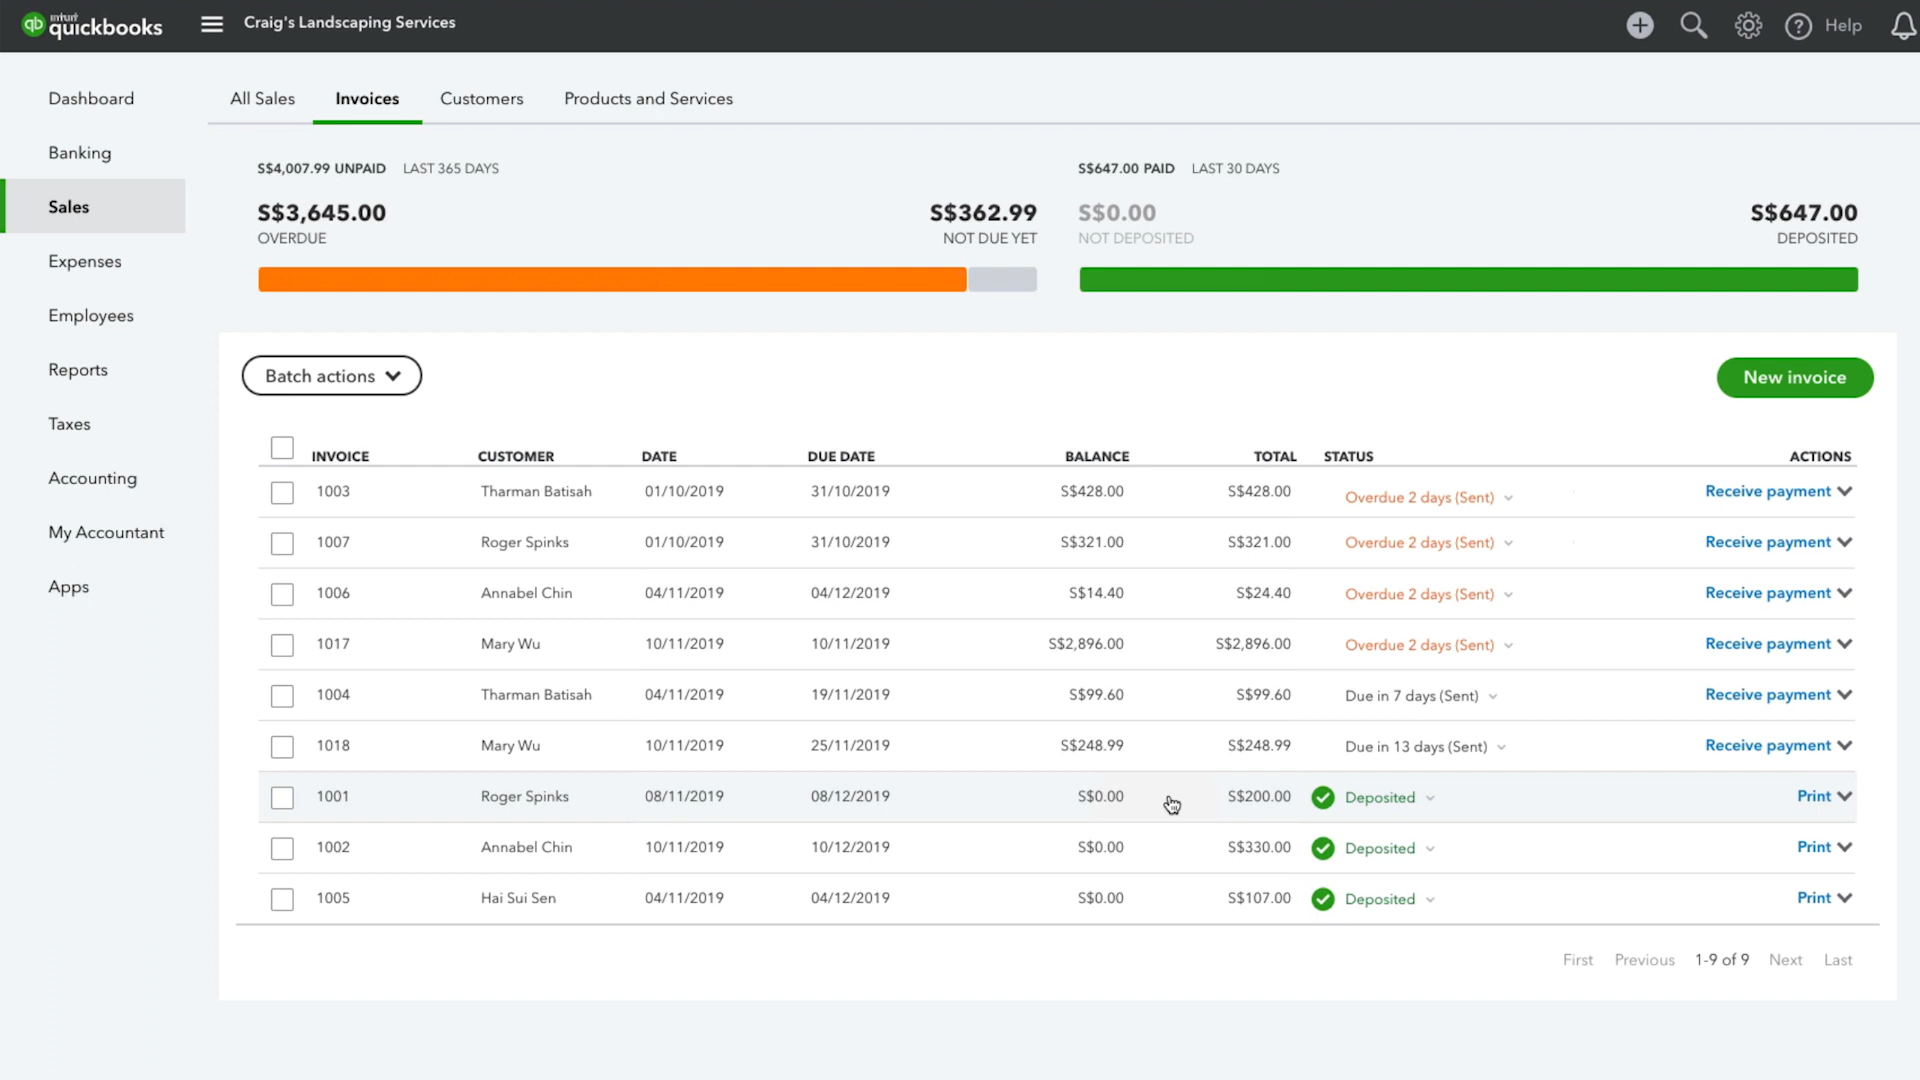 intuit
qb quickbooks
Craig's Landscaping Services
Help
Dashboard
Banking
Sales
Expenses
Employees
Reports
Taxes
Accounting
My Accountant
Apps
All Sales Invoices Customers Products and Services
S$4,007.99 UNPAID LAST 365 DAYS
S$3,645.00 S$362.99
OVERDUE NOT DUE YET
S$647.00 PAID LAST 30 DAYS
S$0.00 S$647.00
NOT DEPOSITED DEPOSITED
Batch actions
New invoice
INVOICE CUSTOMER DATE DUE DATE BALANCE TOTAL STATUS ACTIONS
1003 Tharman Batisah 01/10/2019 31/10/2019 S$428.00 S$428.00 Overdue 2 days (Sent) Receive payment
1007 Roger Spinks 01/10/2019 31/10/2019 S$321.00 S$321.00 Overdue 2 days (Sent) Receive payment
1006 Annabel Chin 04/11/2019 04/12/2019 S$14.40 S$24.40 Overdue 2 days (Sent) Receive payment
1017 Mary Wu 10/11/2019 10/11/2019 S$2,896.00 S$2,896.00 Overdue 2 days (Sent) Receive payment
1004 Tharman Batisah 04/11/2019 19/11/2019 S$99.60 S$99.60 Due in 7 days (Sent) Receive payment
1018 Mary Wu 10/11/2019 25/11/2019 S$248.99 S$248.99 Due in 13 days (Sent) Receive payment
1001 Roger Spinks 08/11/2019 08/12/2019 S$0.00 S$200.00 Deposited Print
1002 Annabel Chin 10/11/2019 10/12/2019 S$0.00 S$330.00 Deposited Print
1005 Hai Sui Sen 04/11/2019 04/12/2019 S$0.00 S$107.00 Deposited Print
First Previous 1-9 of 9 Next Last